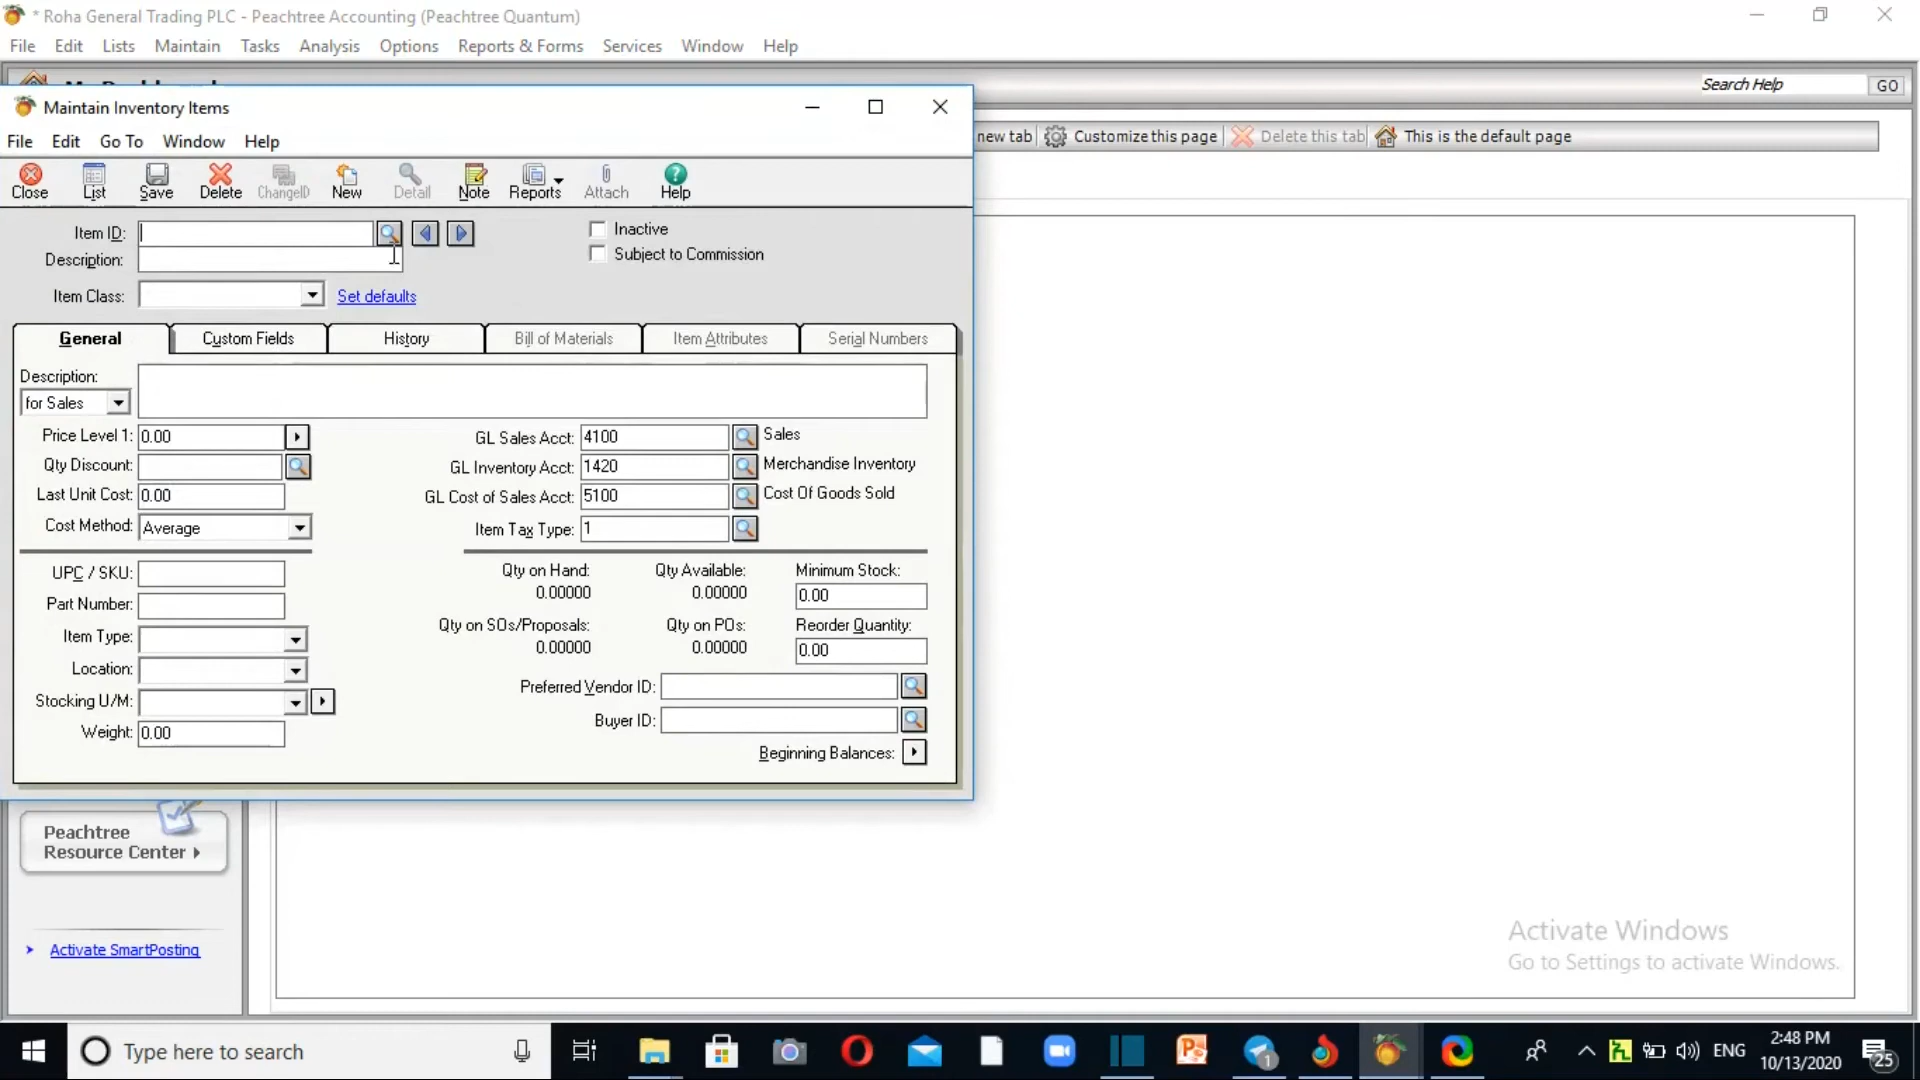 * Roha General Trading PLC - Peachtree Accounting (Peachtree Quantum)
File Edit Lists Maintain Tasks Analysis Options Reports & Forms Services Window Help
Search Help GO
Maintain Inventory Items
new tab Customize this page Delete this tab This is the default page
File Edit Go To Window Help
Close List Save Delete ChangeID New Detail Note Reports Attach Help
Item ID: Inactive
Description: Subject to Commission
Item Class: Set defaults
General Custom Fields History Bill of Materials Item Attributes Serial Numbers
Description:
for Sales
Price Level 1: 0.00 GL Sales Acct: 4100 Sales
Qty Discount: GL Inventory Acct: 1420 Merchandise Inventory
Last Unit Cost: 0.00 GL Cost of Sales Acct: 5100 Cost Of Goods Sold
Cost Method: Average Item Tax Type: 1
UPC / SKU: Qty on Hand: Qty Available: Minimum Stock:
0.00000 0.00000 0.00
Part Number:
Item Type: Qty on SOs/Proposals: Qty on POs: Reorder Quantity:
0.00000 0.00000 0.00
Location:
Stocking U/M: Preferred Vendor ID:
Weight: 0.00 Buyer ID:
Beginning Balances:
Peachtree
Resource Center
Activate SmartPosting
Activate Windows
Go to Settings to activate Windows.
Type here to search
1
ENG
2:48 PM
10/13/2020
25